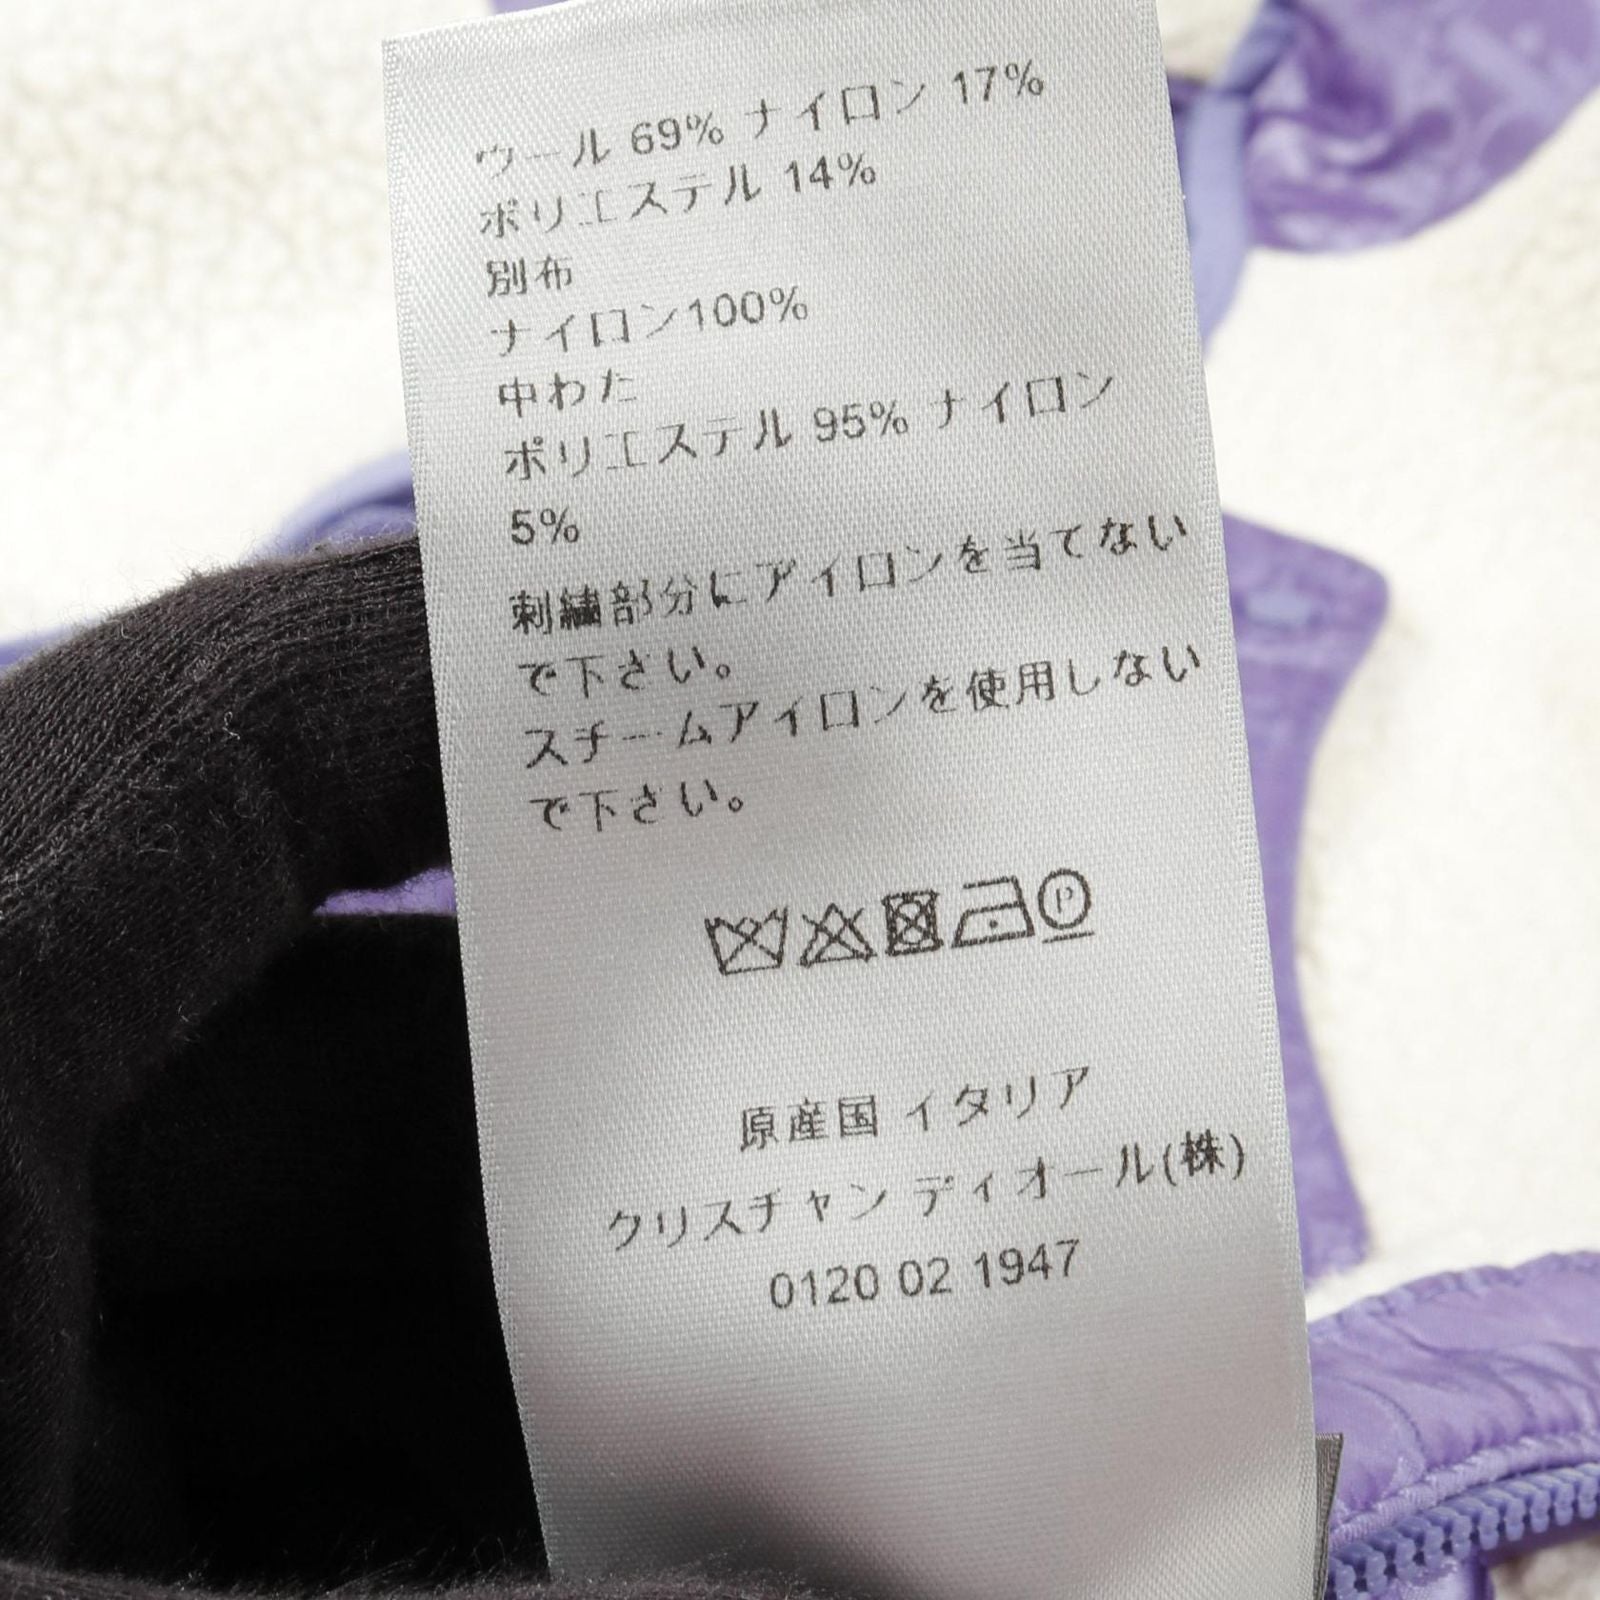 ウール 69% ナイロン 17%
ポリエステル 14%
別布
ナイロン100%
中わた
ポリエステル 95% ナイロン
5%
刺繍部分にアイロンを当てない
で下さい。
スチームアイロンを使用しない
で下さい。
P
原産国 イタリア
クリスチャン ディオール(株)
0120 02 1947